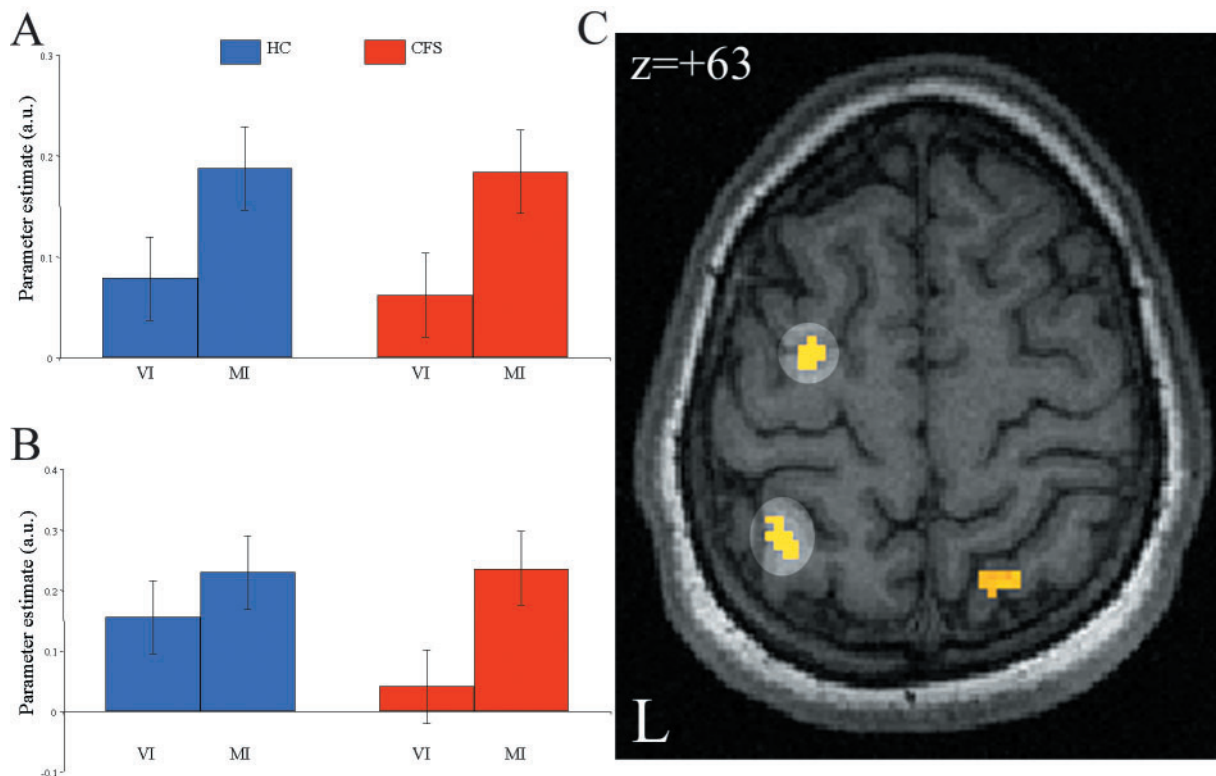 A
HC CFS
Parameter estimate (a.u.)
0.3
0.2
0.1
0
VI MI VI MI
B
Parameter estimate (a.u.)
0.4
0.3
0.2
0.1
0
-0.1
VI MI VI MI
C
z=+63
L